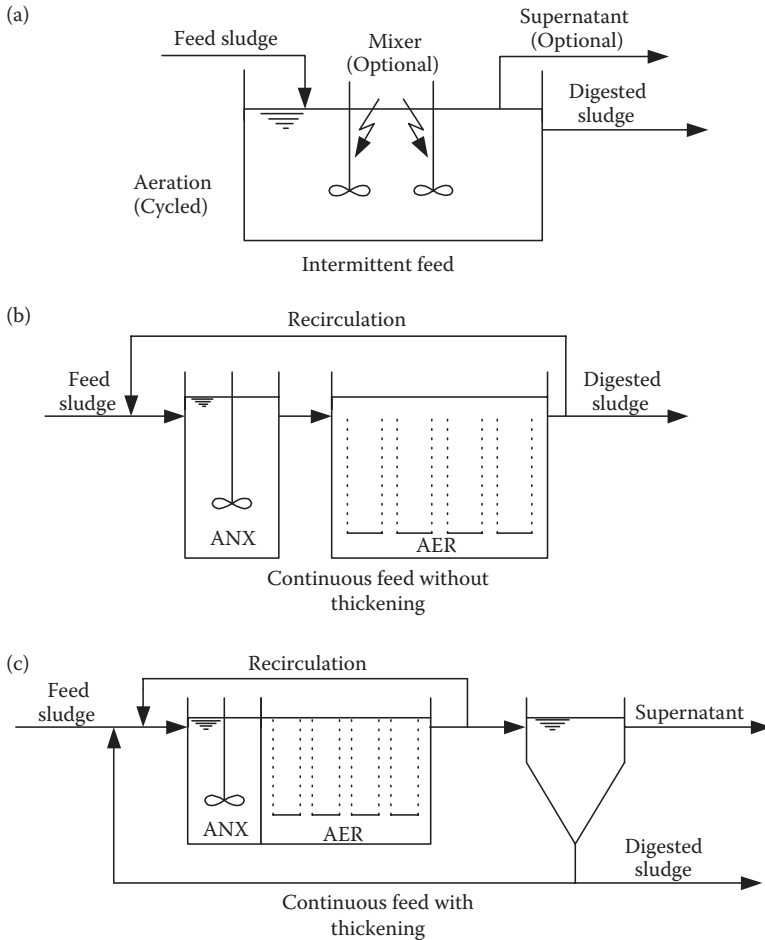 (a)
Feed sludge
Mixer
(Optional)
Supernatant
(Optional)
Digested
sludge
Aeration
(Cycled)
Intermittent feed
(b)
Recirculation
Feed
sludge
Digested
sludge
ANX
AER
Continuous feed without
thickening
(c)
Recirculation
Feed
sludge
Supernatant
ANX
AER
Digested
sludge
Continuous feed with
thickening